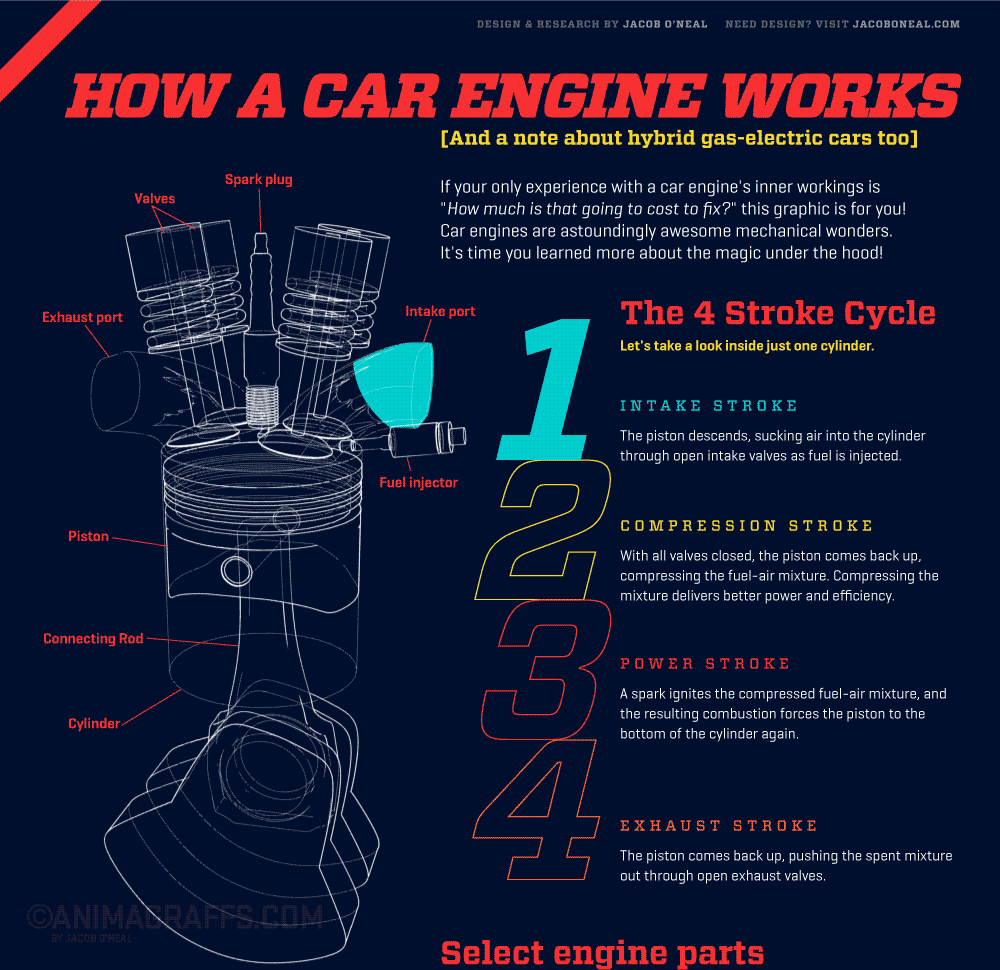 DESIGN & RESEARCH BY JACOB O'NEAL NEED DESIGN? VISIT JACOBONEAL.COM
HOW A CAR ENGINE WORKS
[And a note about hybrid gas-electric cars too]
If your only experience with a car engine's inner workings is
"How much is that going to cost to fix?" this graphic is for you!
Car engines are astoundingly awesome mechanical wonders.
It's time you learned more about the magic under the hood!
Spark plug
Valves
Exhaust port
Intake port
Fuel injector
Piston
Connecting Rod
Cylinder
The 4 Stroke Cycle
Let's take a look inside just one cylinder.
1
INTAKE STROKE
The piston descends, sucking air into the cylinder
through open intake valves as fuel is injected.
2
COMPRESSION STROKE
With all valves closed, the piston comes back up,
compressing the fuel-air mixture. Compressing the
mixture delivers better power and efficiency.
3
POWER STROKE
A spark ignites the compressed fuel-air mixture, and
the resulting combustion forces the piston to the
bottom of the cylinder again.
4
EXHAUST STROKE
The piston comes back up, pushing the spent mixture
out through open exhaust valves.
©ANIMAGRAFFS.COM
BY JACOB O'NEAL
Select engine parts